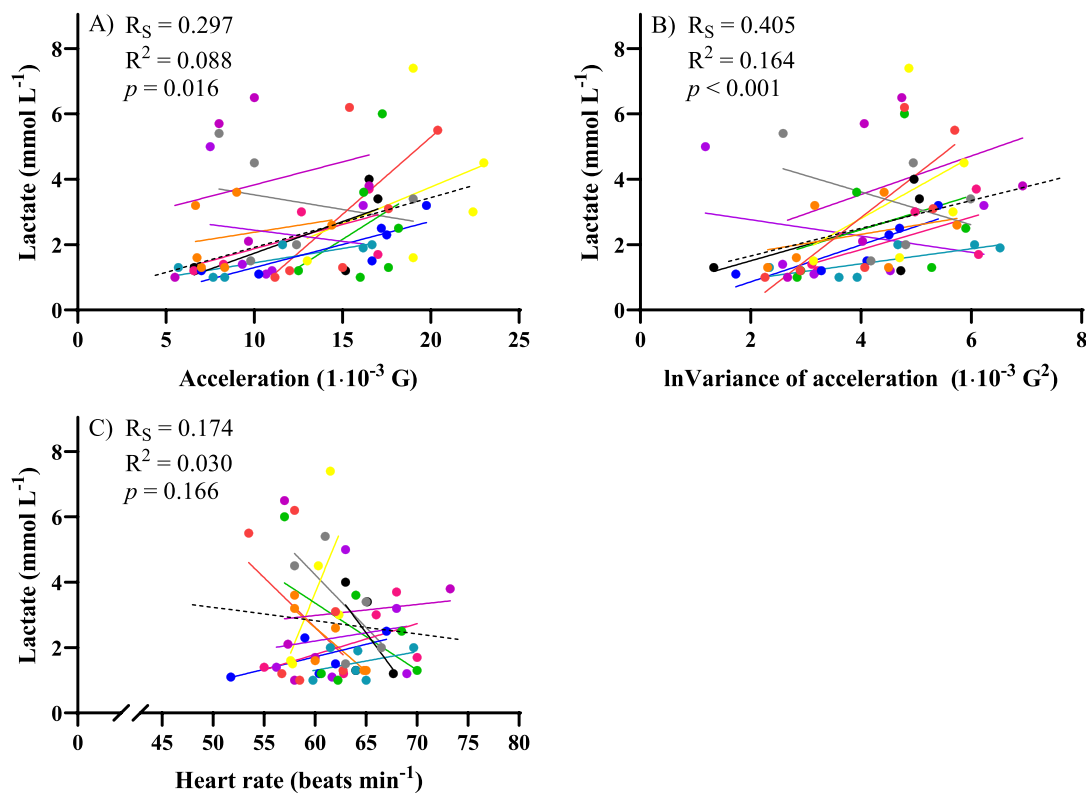 A) R_S = 0.297
R² = 0.088
p = 0.016
8
6
4
2
0
Lactate (mmol L⁻¹)
0 5 10 15 20 25
Acceleration (1·10⁻³ G)
B) R_S = 0.405
R² = 0.164
p < 0.001
8
6
4
2
0
Lactate (mmol L⁻¹)
0 2 4 6 8
lnVariance of acceleration (1·10⁻³ G²)
C) R_S = 0.174
R² = 0.030
p = 0.166
8
6
4
2
0
Lactate (mmol L⁻¹)
0 45 50 55 60 65 70 75 80
Heart rate (beats min⁻¹)